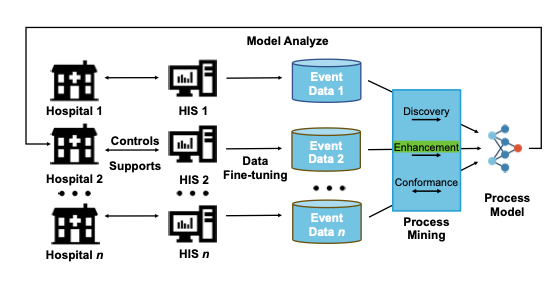 Model Analyze
Hospital 1
HIS 1
Event
Data 1
Discovery
Controls
Supports
Hospital 2
HIS 2
Data
Fine-tuning
Event
Data 2
Enhancement
Conformance
Process
Model
Hospital n
HIS n
Event
Data n
Process
Mining